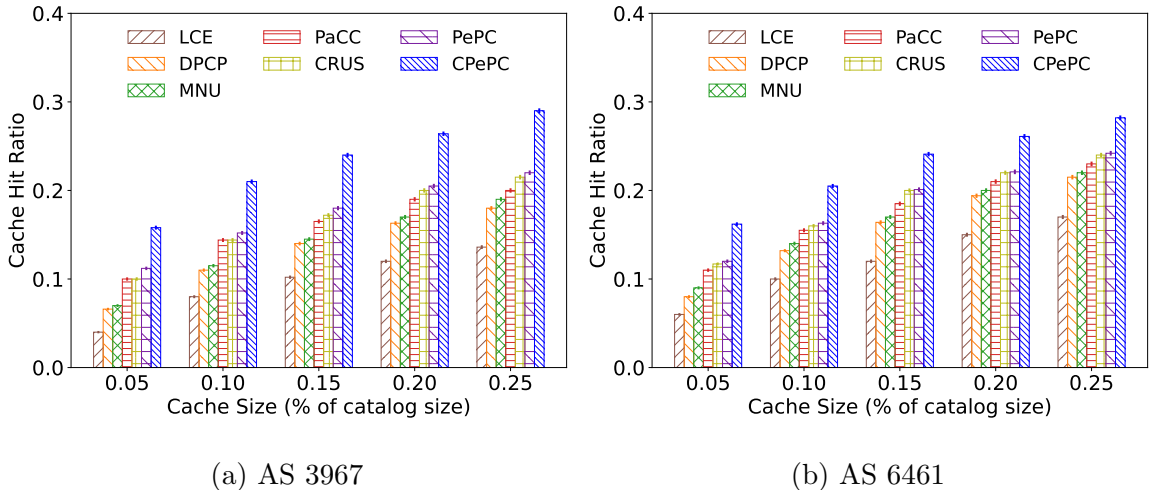 0.4
0.3
0.2
0.1
0.0
Cache Hit Ratio
LCE
DPCP
MNU
PaCC
CRUS
PePC
CPePC
0.05 0.10 0.15 0.20 0.25
Cache Size (% of catalog size)
(a) AS 3967
0.4
0.3
0.2
0.1
0.0
Cache Hit Ratio
LCE
DPCP
MNU
PaCC
CRUS
PePC
CPePC
0.05 0.10 0.15 0.20 0.25
Cache Size (% of catalog size)
(b) AS 6461